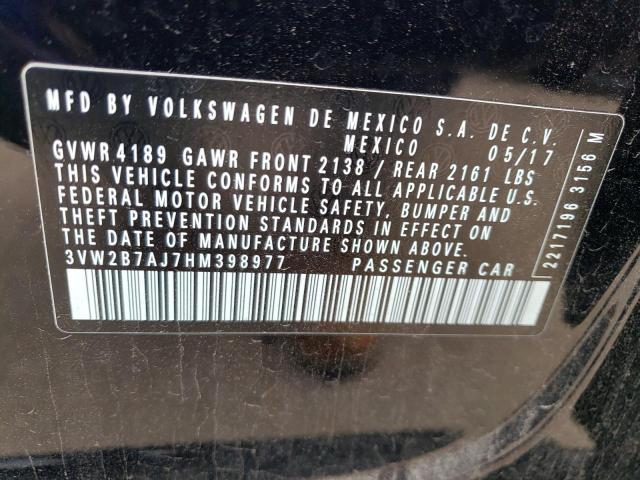 MFD BY VOLKSWAGEN DE MEXICO S.A. DE C.V.
MEXICO 05/17
GVWR 4189 GAWR FRONT 2138 / REAR 2161 LBS
THIS VEHICLE CONFORMS TO ALL APPLICABLE U.S.
FEDERAL MOTOR VEHICLE SAFETY, BUMPER AND
THEFT PREVENTION STANDARDS IN EFFECT ON
THE DATE OF MANUFACTURE SHOWN ABOVE.
3VW2B7AJ7HM398977 PASSENGER CAR
2217196 3156 M